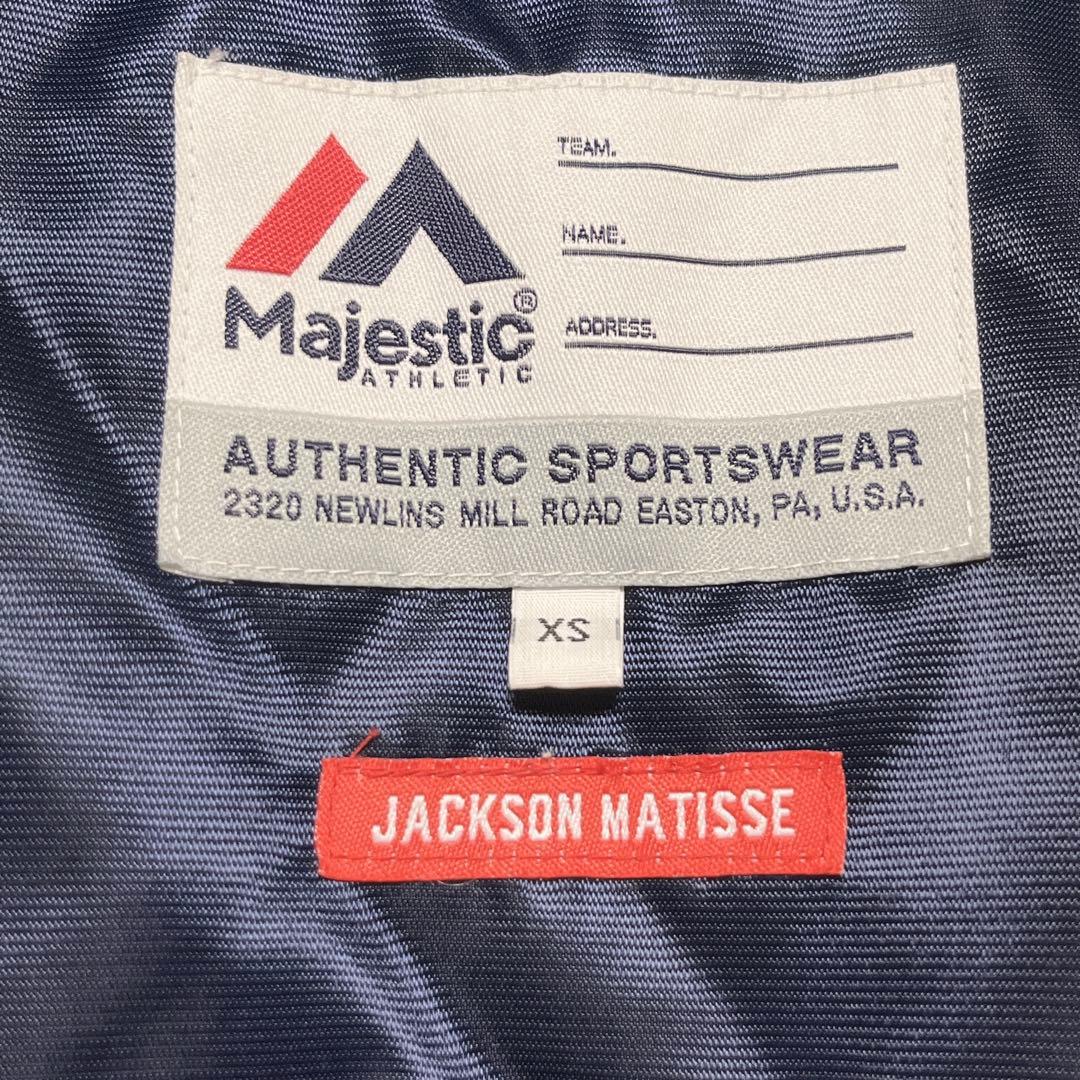 TEAM.
NAME.
ADDRESS.
Majestic®
ATHLETIC
AUTHENTIC SPORTSWEAR
2320 NEWLINS MILL ROAD EASTON, PA, U.S.A.
XS
JACKSON MATISSE